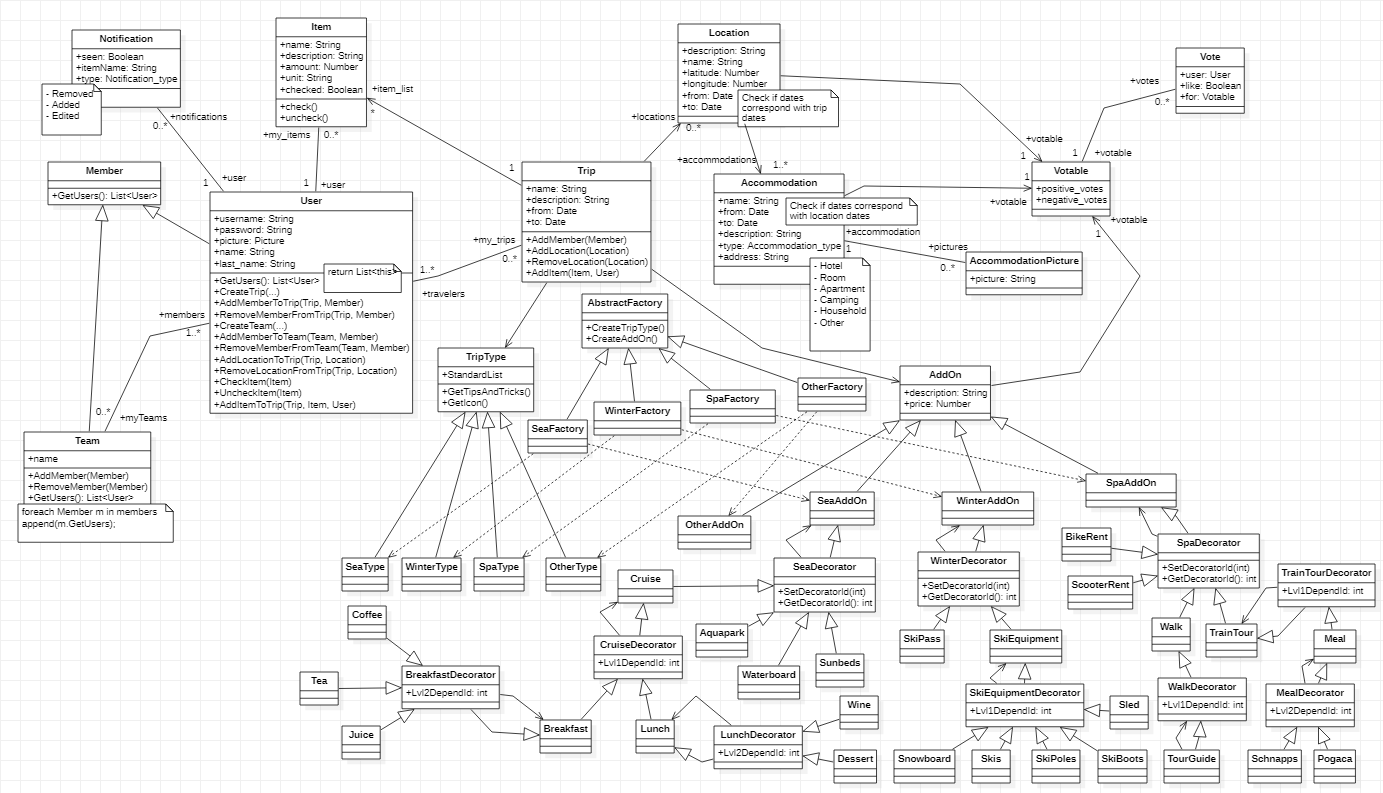 Notification
+seen: Boolean
+itemName: String
+type: Notification_type
- Removed
- Added
- Edited
Item
+name: String
+description: String
+amount: Number
+unit: String
+checked: Boolean
+check()
+uncheck()
Location
+description: String
+name: String
+latitude: Number
+longitude: Number
+from: Date
+to: Date
Check if dates
correspond with trip
dates
Vote
+user: User
+like: Boolean
+for: Votable
+item_list
*
1
+votes
0..*
+notifications
0..*
+my_items
0..*
+locations
0..*
+votable
1
+votable
1
+accommodations
1..*
Member
+GetUsers(): List<User>
+user
1
+user
1
User
+username: String
+password: String
+picture: Picture
+name: String
+last_name: String
+GetUsers(): List<User>
+CreateTrip(...)
+AddMemberToTrip(Trip, Member)
+RemoveMemberFromTrip(Trip, Member)
+CreateTeam(...)
+AddMemberToTeam(Team, Member)
+RemoveMemberFromTeam(Team, Member)
+AddLocationToTrip(Trip, Location)
+RemoveLocationFromTrip(Trip, Location)
+CheckItem(Item)
+UncheckItem(Item)
+AddItemToTrip(Trip, Item, User)
return List<this>
+my_trips
0..*
1..*
+travelers
Trip
+name: String
+description: String
+from: Date
+to: Date
+AddMember(Member)
+AddLocation(Location)
+RemoveLocation(Location)
+AddItem(Item, User)
Accommodation
+name: String
+from: Date
+to: Date
+description: String
+type: Accommodation_type
+address: String
Check if dates correspond
with location dates
- Hotel
- Room
- Apartment
- Camping
- Household
- Other
Votable
+positive_votes
+negative_votes
1
+votable
+votable
1
+accommodation
1
+pictures
0..*
AccommodationPicture
+picture: String
+members
1..*
0..*
+myTeams
Team
+name
+AddMember(Member)
+RemoveMember(Member)
+GetUsers(): List<User>
foreach Member m in members
append(m.GetUsers);
AbstractFactory
+CreateTripType()
+CreateAddOn()
TripType
+StandardList
+GetTipsAndTricks()
+GetIcon()
OtherFactory
SpaFactory
WinterFactory
SeaFactory
AddOn
+description: String
+price: Number
SpaAddOn
SeaAddOn
WinterAddOn
OtherAddOn
SeaType
WinterType
SpaType
OtherType
Cruise
SeaDecorator
+SetDecoratorId(int)
+GetDecoratorId(): int
WinterDecorator
+SetDecoratorId(int)
+GetDecoratorId(): int
BikeRent
SpaDecorator
+SetDecoratorId(int)
+GetDecoratorId(): int
ScooterRent
TrainTourDecorator
+Lvl1DependId: int
Coffee
CruiseDecorator
+Lvl1DependId: int
Aquapark
SkiPass
SkiEquipment
Walk
TrainTour
Meal
Tea
BreakfastDecorator
+Lvl2DependId: int
Waterboard
Sunbeds
SkiEquipmentDecorator
+Lvl1DependId: int
Sled
WalkDecorator
+Lvl1DependId: int
MealDecorator
+Lvl2DependId: int
Juice
Breakfast
Lunch
LunchDecorator
+Lvl2DependId: int
Wine
Dessert
Snowboard
Skis
SkiPoles
SkiBoots
TourGuide
Schnapps
Pogaca